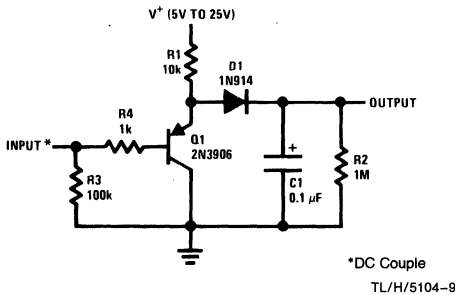 V+ (5V TO 25V)
R1
10k
D1
1N914
OUTPUT
R4
1k
INPUT *
Q1
2N3906
+
R2
1M
R3
100k
C1
0.1 µF
*DC Couple
TL/H/5104-9